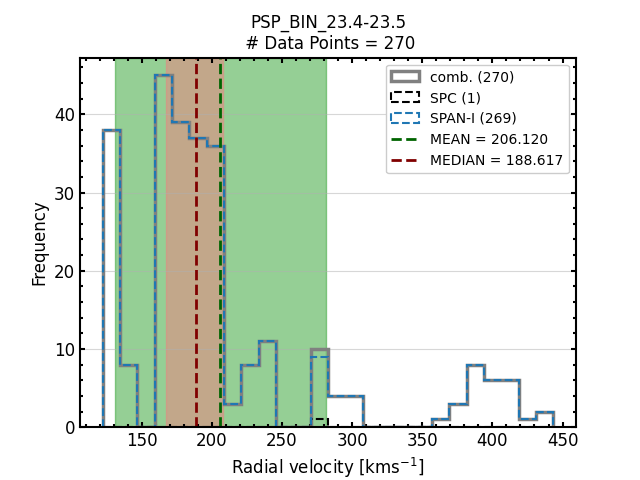 PSP_BIN_23.4-23.5
# Data Points = 270
comb. (270)
SPC (1)
SPAN-I (269)
MEAN = 206.120
MEDIAN = 188.617
Frequency
40
30
20
10
0
150 200 250 300 350 400 450
Radial velocity [kms⁻¹]